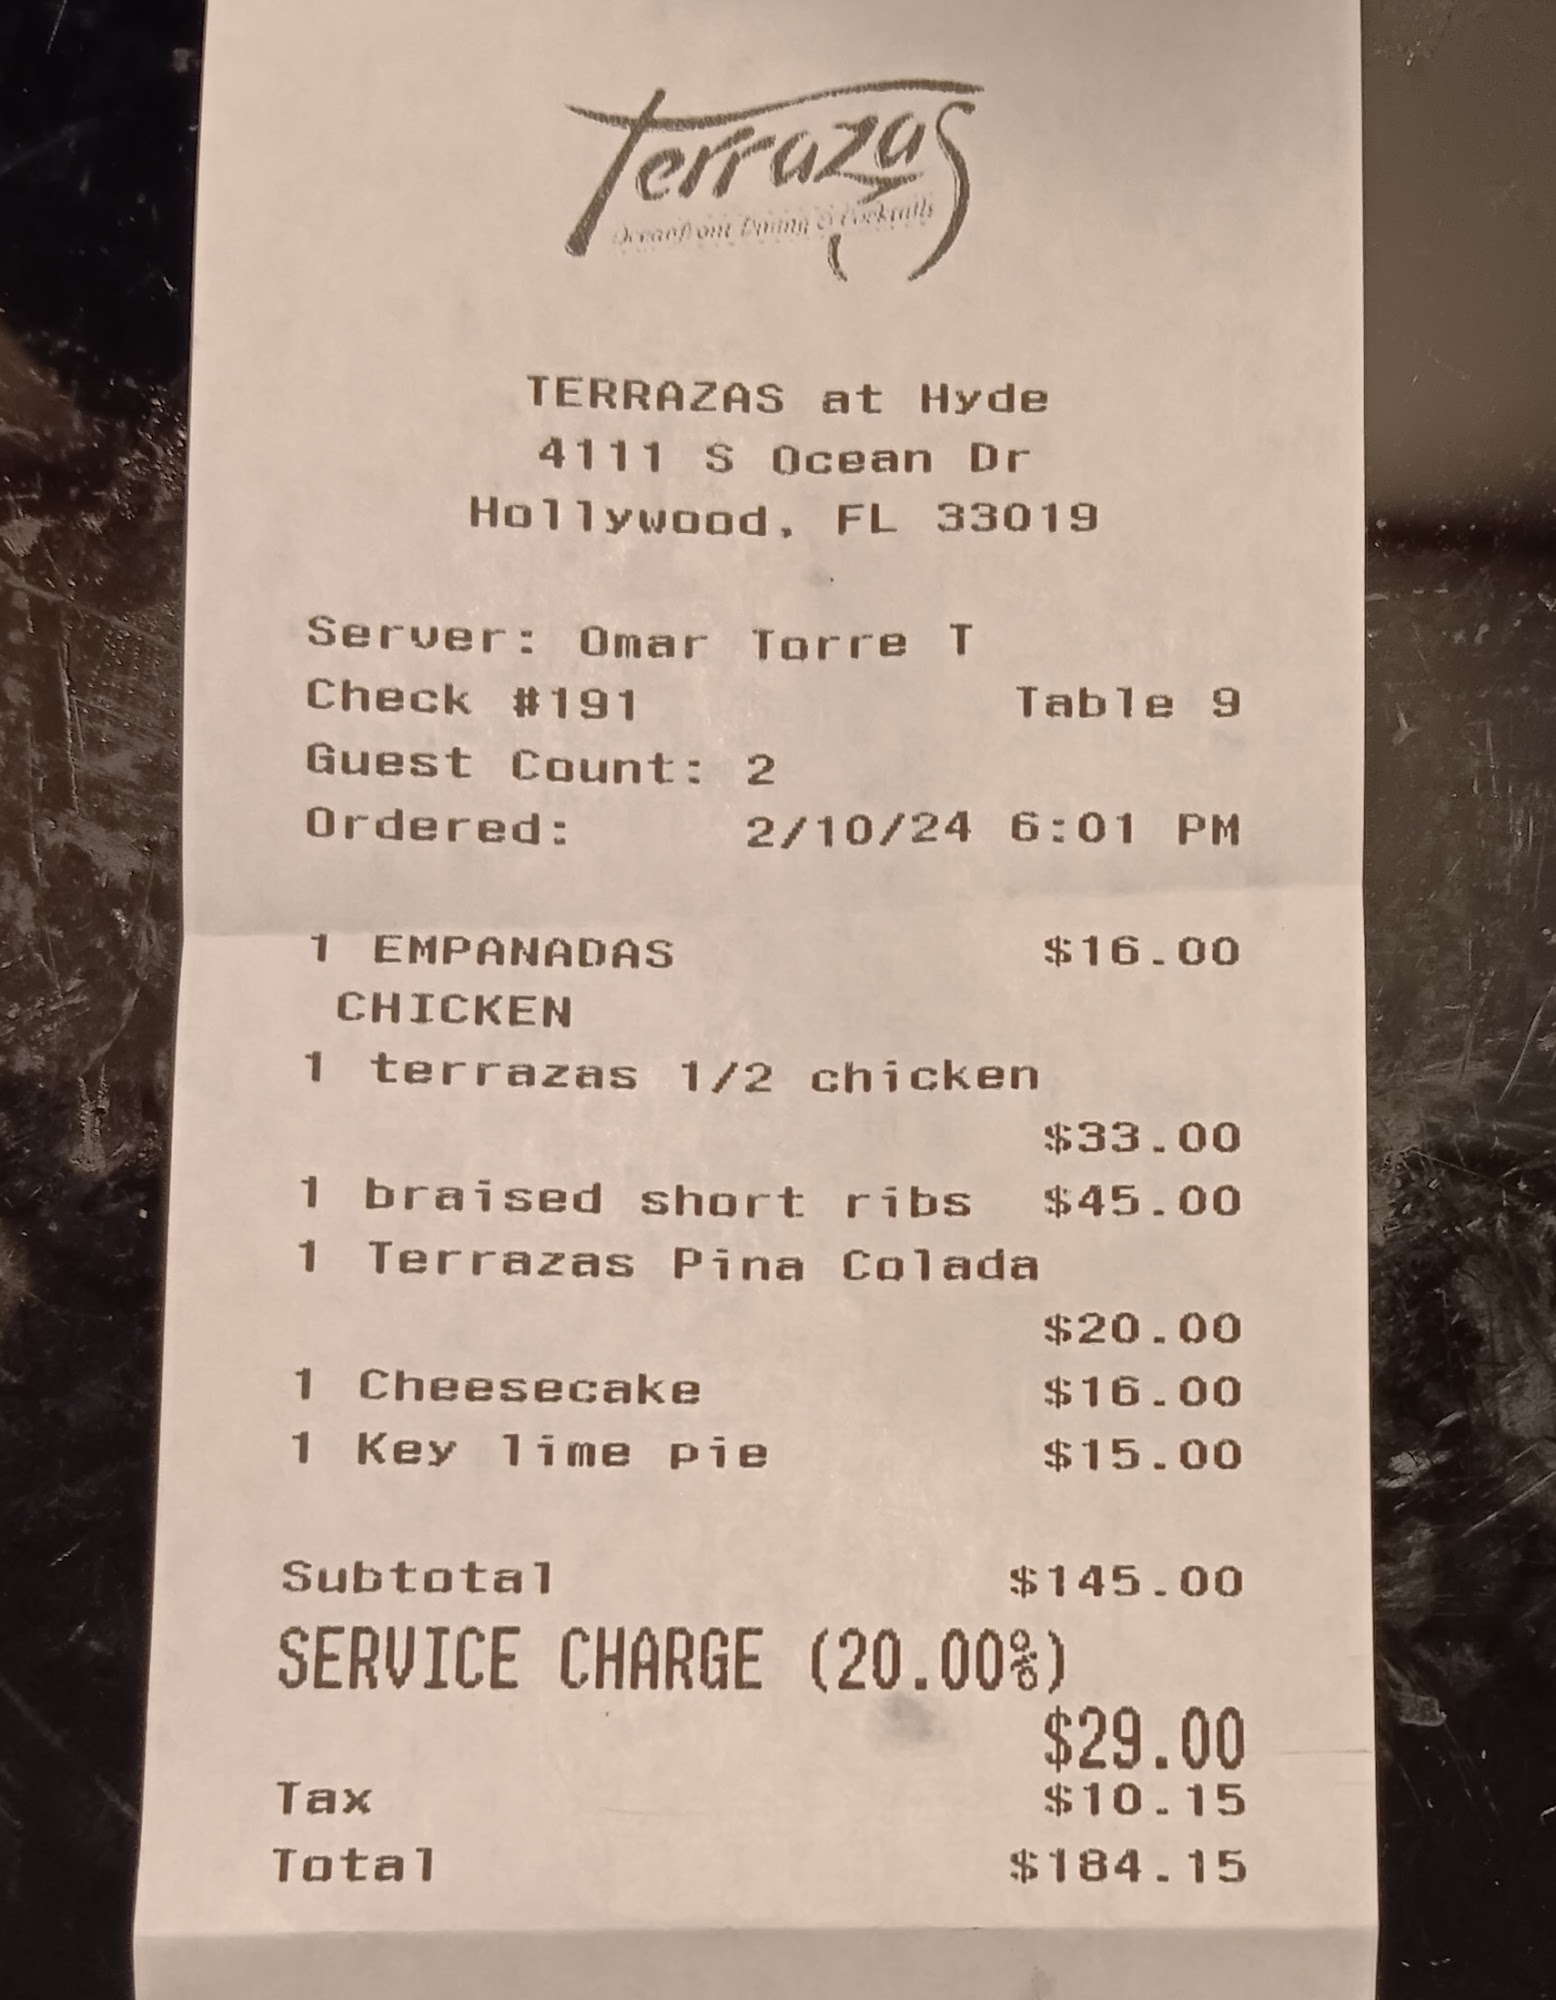 Terrazas
Oceanfront Dining & Cocktails
TERRAZAS at Hyde
4111 S Ocean Dr
Hollywood, FL 33019
Server: Omar Torre T
Check #191 Table 9
Guest Count: 2
Ordered: 2/10/24 6:01 PM
1 EMPANADAS $16.00
CHICKEN
1 terrazas 1/2 chicken
$33.00
1 braised short ribs $45.00
1 Terrazas Pina Colada
$20.00
1 Cheesecake $16.00
1 Key lime pie $15.00
Subtotal $145.00
SERVICE CHARGE (20.00%)
$29.00
Tax $10.15
Total $184.15